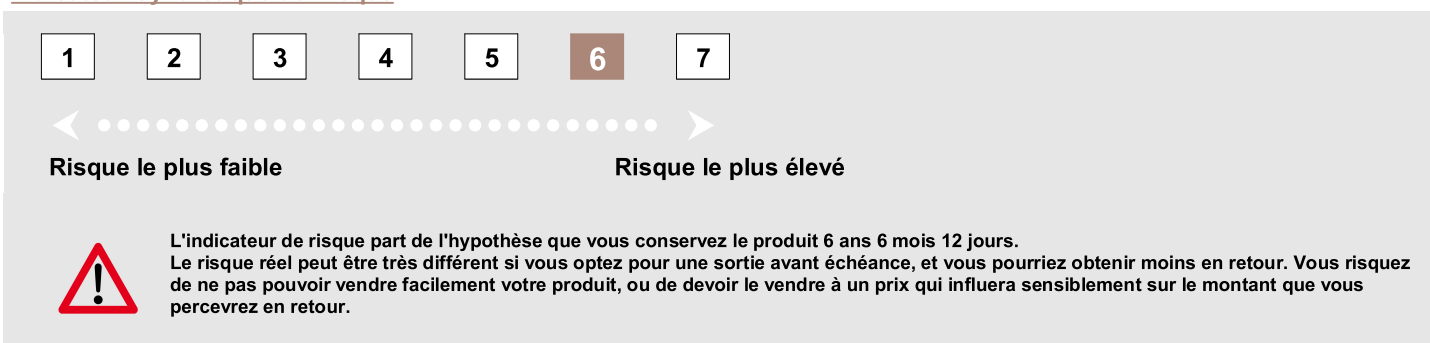 1 2 3 4 5 6 7
Risque le plus faible Risque le plus élevé
L'indicateur de risque part de l'hypothèse que vous conservez le produit 6 ans 6 mois 12 jours.
Le risque réel peut être très différent si vous optez pour une sortie avant échéance, et vous pourriez obtenir moins en retour. Vous risquez
de ne pas pouvoir vendre facilement votre produit, ou de devoir le vendre à un prix qui influera sensiblement sur le montant que vous
percevrez en retour.